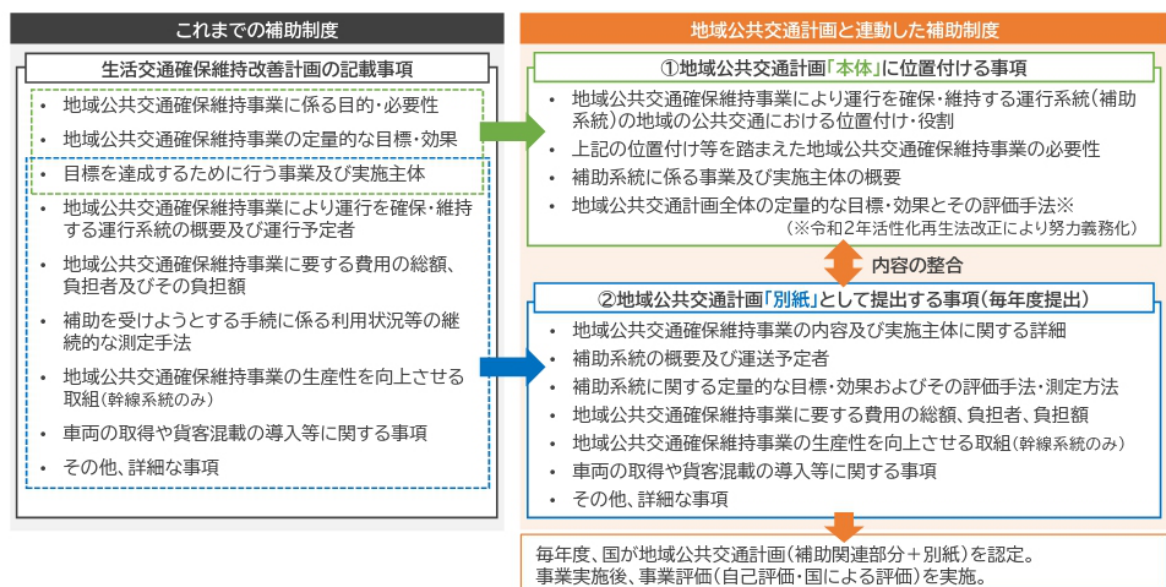 これまでの補助制度
生活交通確保維持改善計画の記載事項
• 地域公共交通確保維持事業に係る目的・必要性
• 地域公共交通確保維持事業の定量的な目標・効果
• 目標を達成するために行う事業及び実施主体
• 地域公共交通確保維持事業により運行を確保・維持
する運行系統の概要及び運行予定者
• 地域公共交通確保維持事業に要する費用の総額、
負担者及びその負担額
• 補助を受けようとする手続に係る利用状況等の継
続的な測定手法
• 地域公共交通確保維持事業の生産性を向上させる
取組(幹線系統のみ)
• 車両の取得や貨客混載の導入等に関する事項
• その他、詳細な事項
地域公共交通計画と連動した補助制度
①地域公共交通計画「本体」に位置付ける事項
• 地域公共交通確保維持事業により運行を確保・維持する運行系統(補助
系統)の地域の公共交通における位置付け・役割
• 上記の位置付け等を踏まえた地域公共交通確保維持事業の必要性
• 補助系統に係る事業及び実施主体の概要
• 地域公共交通計画全体の定量的な目標・効果とその評価手法※
(※令和2年活性化再生法改正により努力義務化)
内容の整合
②地域公共交通計画「別紙」として提出する事項(毎年度提出)
• 地域公共交通確保維持事業の内容及び実施主体に関する詳細
• 補助系統の概要及び運送予定者
• 補助系統に関する定量的な目標・効果およびその評価手法・測定方法
• 地域公共交通確保維持事業に要する費用の総額、負担者、負担額
• 地域公共交通確保維持事業の生産性を向上させる取組(幹線系統のみ)
• 車両の取得や貨客混載の導入等に関する事項
• その他、詳細な事項
毎年度、国が地域公共交通計画(補助関連部分+別紙)を認定。
事業実施後、事業評価(自己評価・国による評価)を実施。